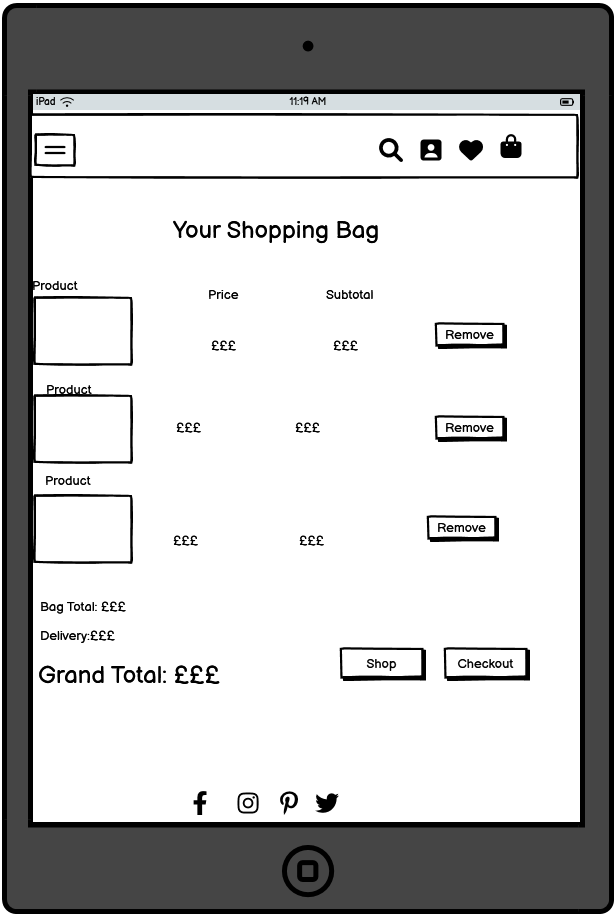 iPad 11:19 AM
Your Shopping Bag
Product
Price Subtotal
£££ £££ Remove
Product
£££ £££ Remove
Product
£££ £££ Remove
Bag Total: £££
Delivery:£££
Grand Total: £££
Shop Checkout